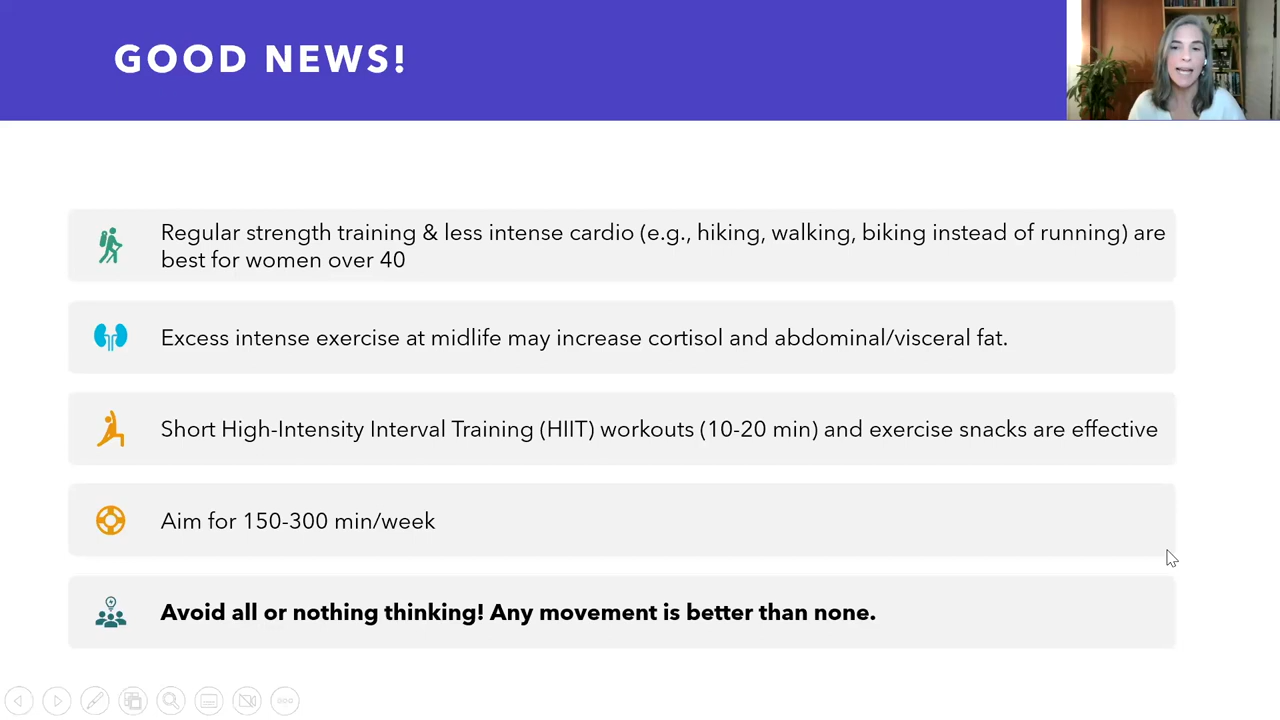 GOOD NEWS!
Regular strength training & less intense cardio (e.g., hiking, walking, biking instead of running) are
best for women over 40
Excess intense exercise at midlife may increase cortisol and abdominal/visceral fat.
Short High-Intensity Interval Training (HIIT) workouts (10-20 min) and exercise snacks are effective
Aim for 150-300 min/week
Avoid all or nothing thinking! Any movement is better than none.